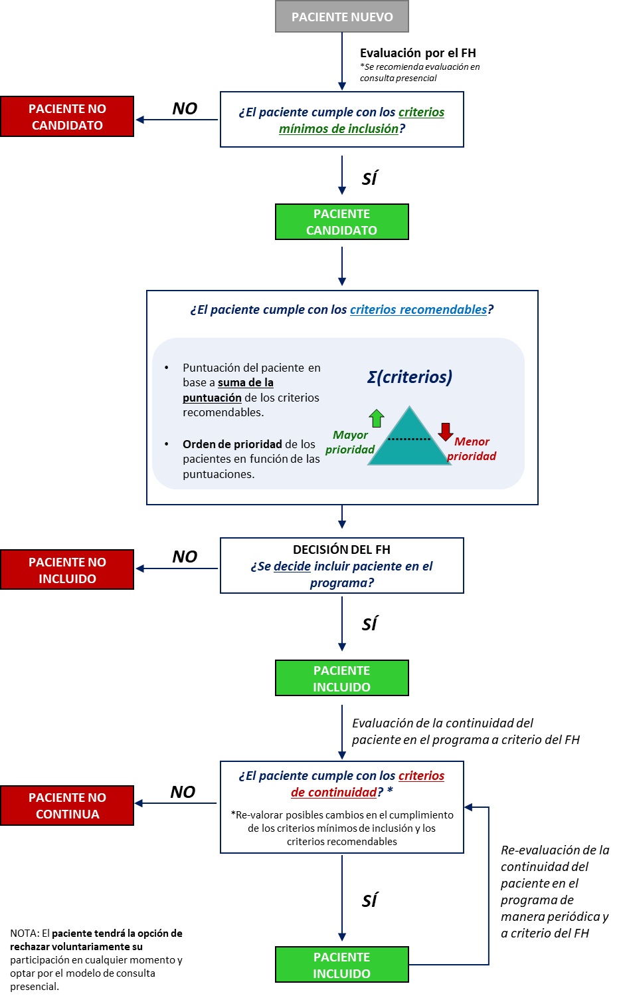 PACIENTE NUEVO
Evaluación por el FH
*Se recomienda evaluación en
consulta presencial
¿El paciente cumple con los criterios
mínimos de inclusión?
NO
PACIENTE NO
CANDIDATO
SÍ
PACIENTE
CANDIDATO
¿El paciente cumple con los criterios recomendables?
• Puntuación del paciente en
base a suma de la
puntuación de los criterios
recomendables.
• Orden de prioridad de los
pacientes en función de las
puntuaciones.
Σ(criterios)
Mayor
prioridad
Menor
prioridad
DECISIÓN DEL FH
¿Se decide incluir paciente en el
programa?
NO
PACIENTE NO
INCLUIDO
SÍ
PACIENTE
INCLUIDO
Evaluación de la continuidad del
paciente en el programa a criterio del FH
¿El paciente cumple con los criterios
de continuidad? *
*Re-valorar posibles cambios en el cumplimiento
de los criterios mínimos de inclusión y los
criterios recomendables
NO
PACIENTE NO
CONTINUA
Re-evaluación de la
continuidad del
paciente en el
programa de
manera periódica y
a criterio del FH
SÍ
PACIENTE
INCLUIDO
NOTA: El paciente tendrá la opción de
rechazar voluntariamente su
participación en cualquier momento y
optar por el modelo de consulta
presencial.